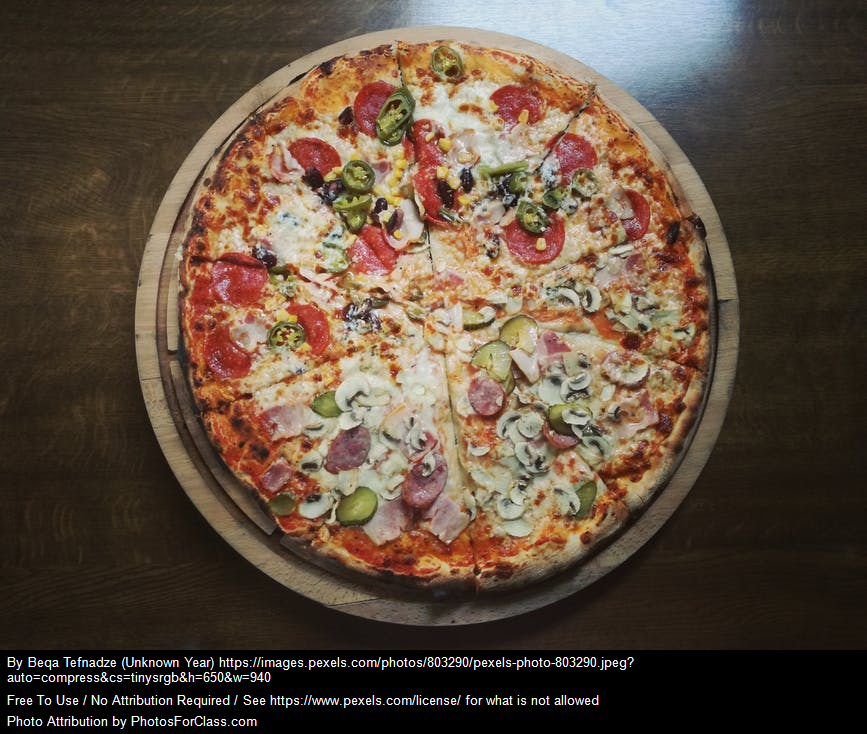 By Beqa Tefnadze (Unknown Year) https://images.pexels.com/photos/803290/pexels-photo-803290.jpeg?
auto=compress&cs=tinysrgb&h=650&w=940
Free To Use / No Attribution Required / See https://www.pexels.com/license/ for what is not allowed
Photo Attribution by PhotosForClass.com